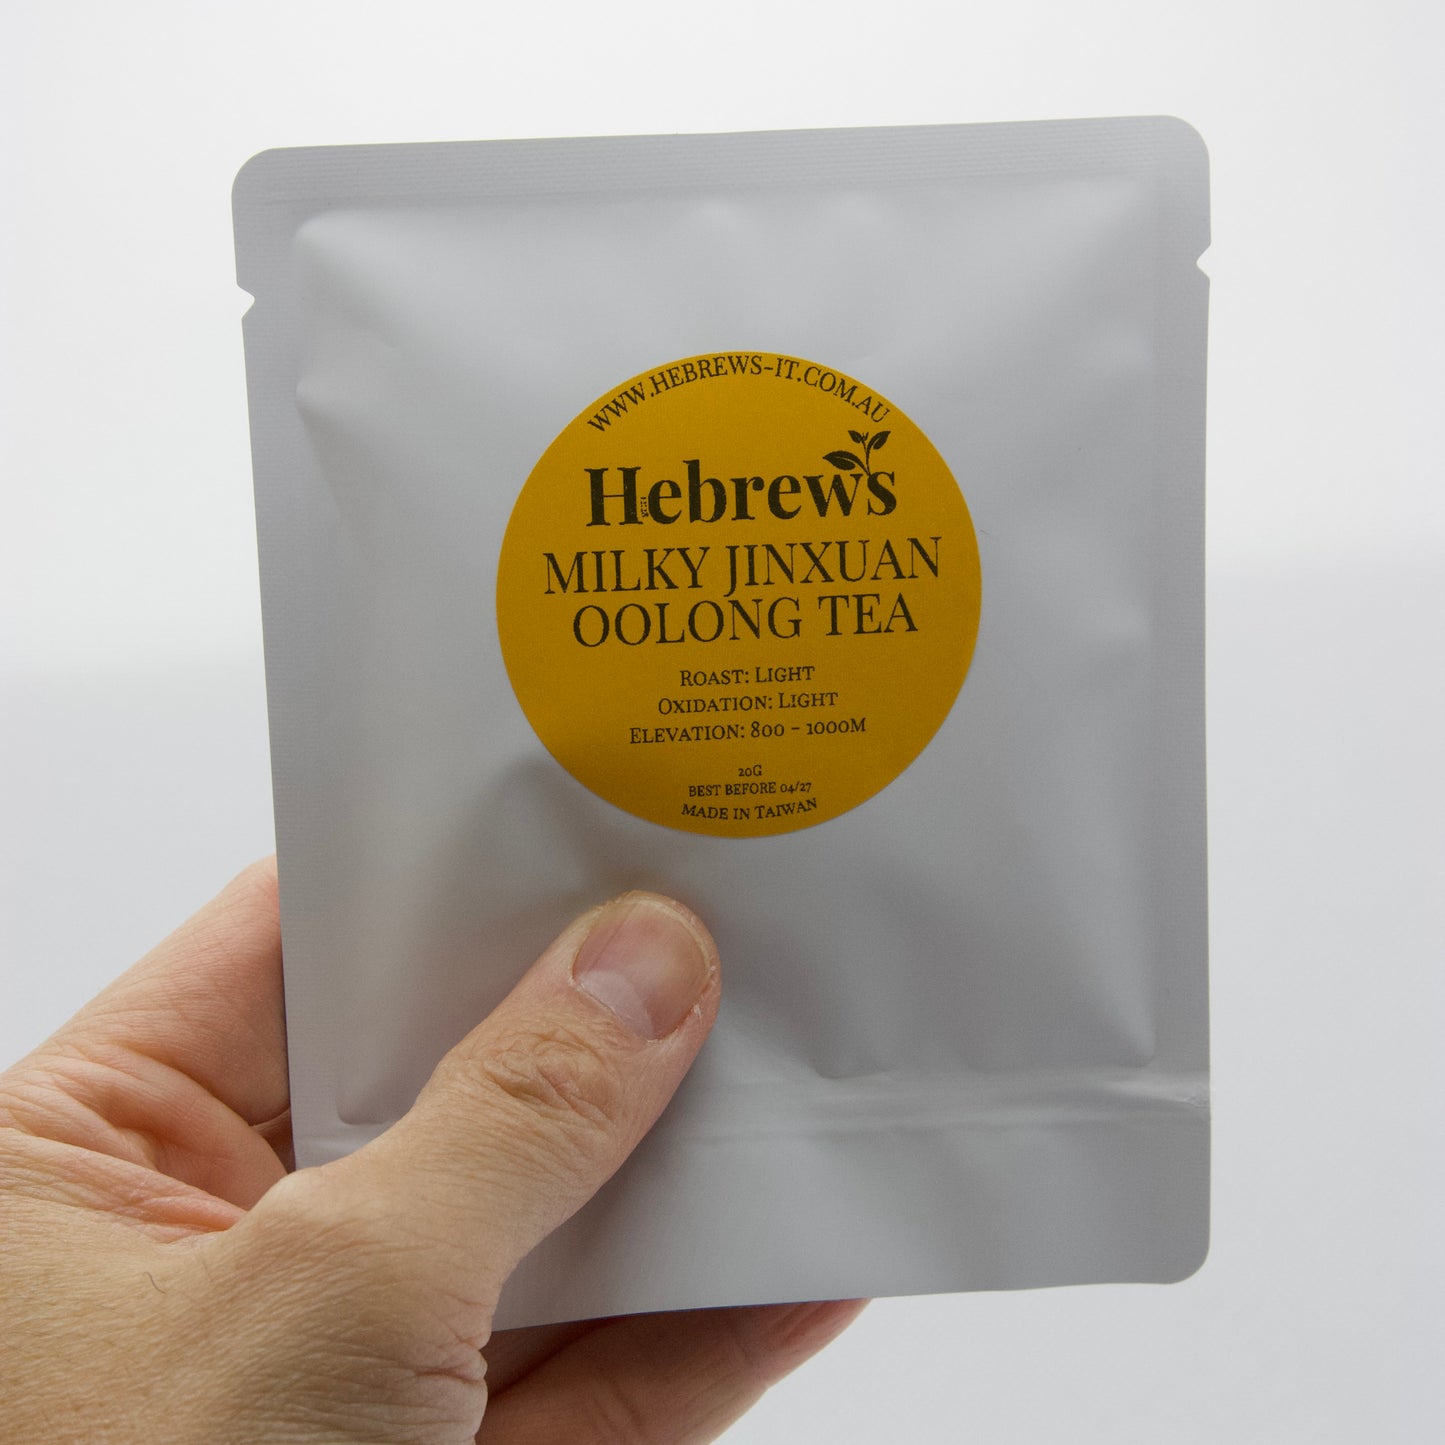 WWW.HEBREWS-IT.COM.AU
Hebrews
MILKY JINXUAN
OOLONG TEA
ROAST: LIGHT
OXIDATION: LIGHT
ELEVATION: 800 - 1000M
20G
BEST BEFORE 04/27
MADE IN TAIWAN